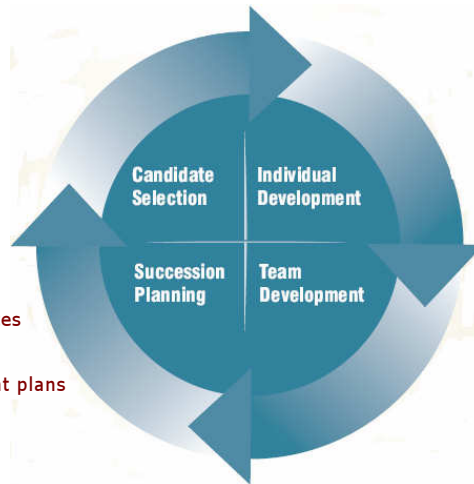 Candidate
Selection
Individual
Development
Succession
Planning
Team
Development
es
t plans